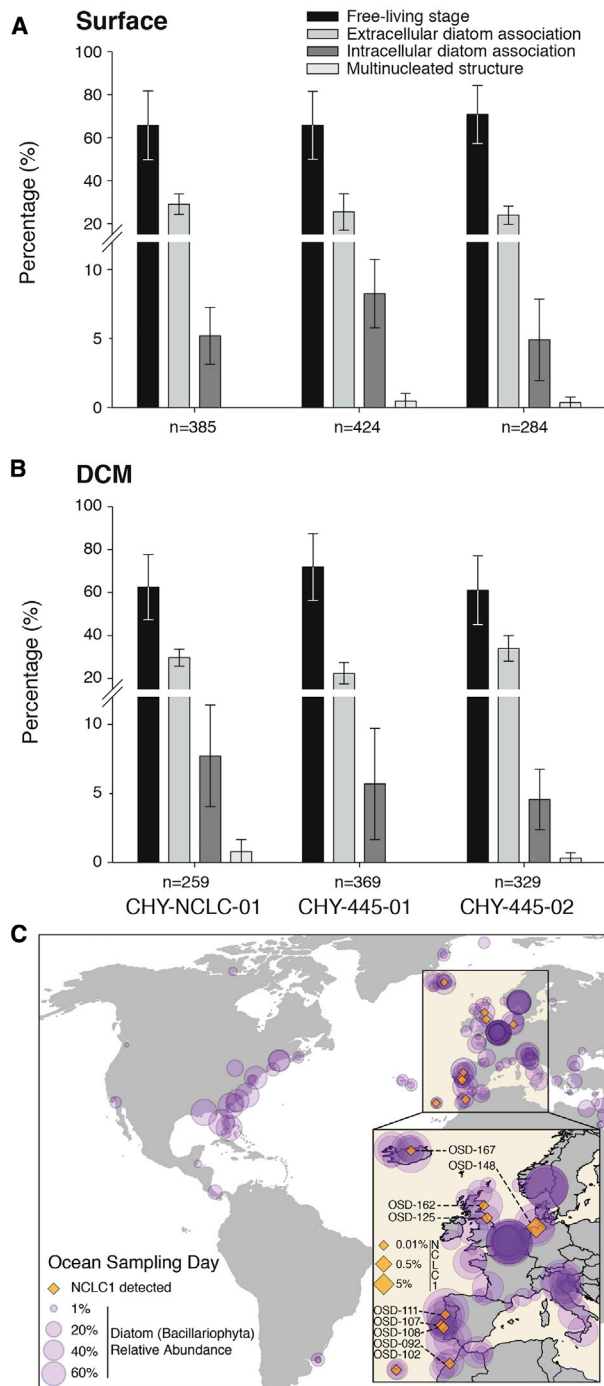 A
Surface
Free-living stage
Extracellular diatom association
Intracellular diatom association
Multinucleated structure
Percentage (%)
100
80
60
40
20
10
5
0
n=385
n=424
n=284
B
DCM
Percentage (%)
100
80
60
40
20
10
5
0
n=259
n=369
n=329
CHY-NCLC-01
CHY-445-01
CHY-445-02
C
OSD-167
OSD-148
OSD-162
OSD-125
0.01%
0.5%
5%
NCLC1
OSD-111
OSD-107
OSD-108
OSD-092
OSD-102
Ocean Sampling Day
NCLC1 detected
1%
20%
40%
60%
Diatom (Bacillariophyta)
Relative Abundance